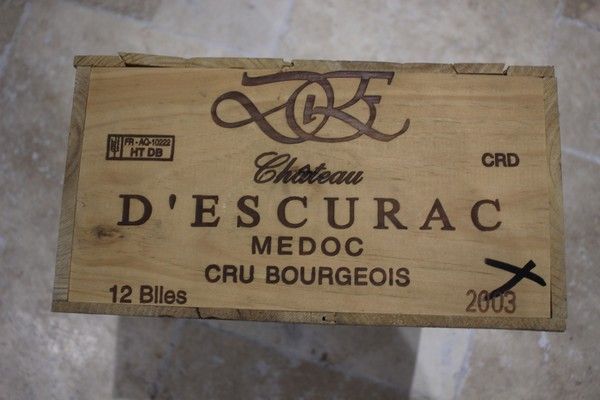 FR - AQ-10222
HT DB
CRD
Château
D'ESCURAC
MEDOC
CRU BOURGEOIS
12 Blles
2003